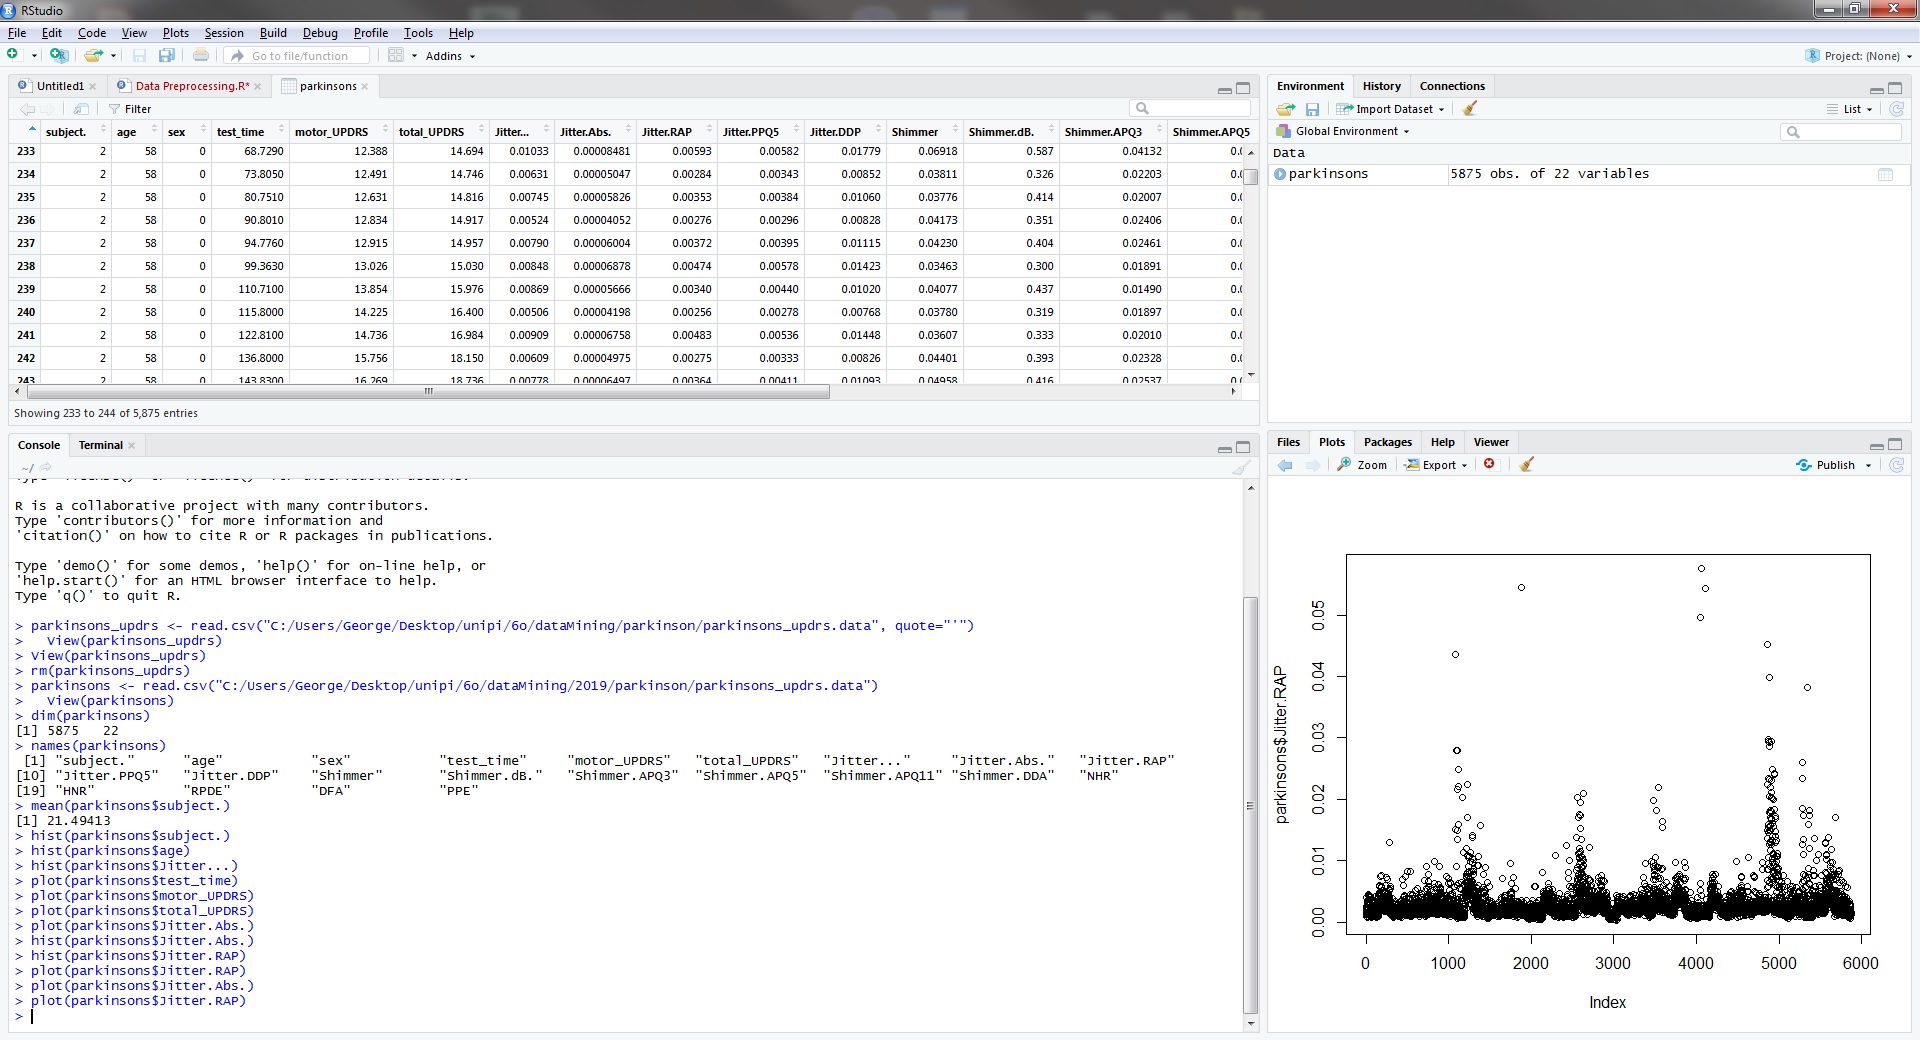 RStudio
File Edit Code View Plots Session Build Debug Profile Tools Help
Go to file/function Addins Project: (None)
Untitled1 Data Preprocessing.R* parkinsons
Filter
subject. age sex test_time motor_UPDRS total_UPDRS Jitter... Jitter.Abs. Jitter.RAP Jitter.PPQ5 Jitter.DDP Shimmer Shimmer.dB. Shimmer.APQ3 Shimmer.APQ5
233 2 58 0 68.7290 12.388 14.694 0.01033 0.00008481 0.00593 0.00582 0.01779 0.06918 0.587 0.04132 0.0
234 2 58 0 73.8050 12.491 14.746 0.00631 0.00005047 0.00284 0.00343 0.00852 0.03811 0.326 0.02203 0.0
235 2 58 0 80.7510 12.631 14.816 0.00745 0.00005826 0.00353 0.00384 0.01060 0.03776 0.414 0.02007 0.0
236 2 58 0 90.8010 12.834 14.917 0.00524 0.00004052 0.00276 0.00296 0.00828 0.04173 0.351 0.02406 0.0
237 2 58 0 94.7760 12.915 14.957 0.00790 0.00006004 0.00372 0.00395 0.01115 0.04230 0.404 0.02461 0.0
238 2 58 0 99.3630 13.026 15.030 0.00848 0.00006878 0.00474 0.00578 0.01423 0.03463 0.300 0.01891 0.0
239 2 58 0 110.7100 13.854 15.976 0.00869 0.00005666 0.00340 0.00440 0.01020 0.04077 0.437 0.01490 0.0
240 2 58 0 115.8000 14.225 16.400 0.00506 0.00004198 0.00256 0.00278 0.00768 0.03780 0.319 0.01897 0.0
241 2 58 0 122.8100 14.736 16.984 0.00909 0.00006758 0.00483 0.00536 0.01448 0.03607 0.333 0.02010 0.0
242 2 58 0 136.8000 15.756 18.150 0.00609 0.00004975 0.00275 0.00333 0.00826 0.04401 0.393 0.02328 0.0
243 2 58 0 143.8300 16.269 18.736 0.00778 0.00006497 0.00364 0.00411 0.01093 0.04958 0.416 0.02537 0.0
Showing 233 to 244 of 5,875 entries
Console Terminal
~/
Type 'license()' or 'licence()' for distribution details.
R is a collaborative project with many contributors.
Type 'contributors()' for more information and
'citation()' on how to cite R or R packages in publications.
Type 'demo()' for some demos, 'help()' for on-line help, or
'help.start()' for an HTML browser interface to help.
Type 'q()' to quit R.
> parkinsons_updrs <- read.csv("C:/Users/George/Desktop/unipi/6o/dataMining/parkinson/parkinsons_updrs.data", quote="'")
>   View(parkinsons_updrs)
> View(parkinsons_updrs)
> rm(parkinsons_updrs)
> parkinsons <- read.csv("C:/Users/George/Desktop/unipi/6o/dataMining/2019/parkinson/parkinsons_updrs.data")
>   View(parkinsons)
> dim(parkinsons)
[1] 5875   22
> names(parkinsons)
[1] "subject." "age" "sex" "test_time" "motor_UPDRS" "total_UPDRS" "Jitter..." "Jitter.Abs." "Jitter.RAP"
[10] "Jitter.PPQ5" "Jitter.DDP" "Shimmer" "Shimmer.dB." "Shimmer.APQ3" "Shimmer.APQ5" "Shimmer.APQ11" "Shimmer.DDA" "NHR"
[19] "HNR" "RPDE" "DFA" "PPE"
> mean(parkinsons$subject.)
[1] 21.49413
> hist(parkinsons$subject.)
> hist(parkinsons$age)
> hist(parkinsons$Jitter...)
> plot(parkinsons$test_time)
> plot(parkinsons$motor_UPDRS)
> plot(parkinsons$total_UPDRS)
> plot(parkinsons$Jitter.Abs.)
> hist(parkinsons$Jitter.Abs.)
> hist(parkinsons$Jitter.RAP)
> plot(parkinsons$Jitter.RAP)
> plot(parkinsons$Jitter.Abs.)
> plot(parkinsons$Jitter.RAP)
>
Environment History Connections
Import Dataset List
Global Environment
Data
parkinsons 5875 obs. of 22 variables
Files Plots Packages Help Viewer
Zoom Export Publish
parkinsons$Jitter.RAP
0.05
0.04
0.03
0.02
0.01
0.00
0 1000 2000 3000 4000 5000 6000
Index